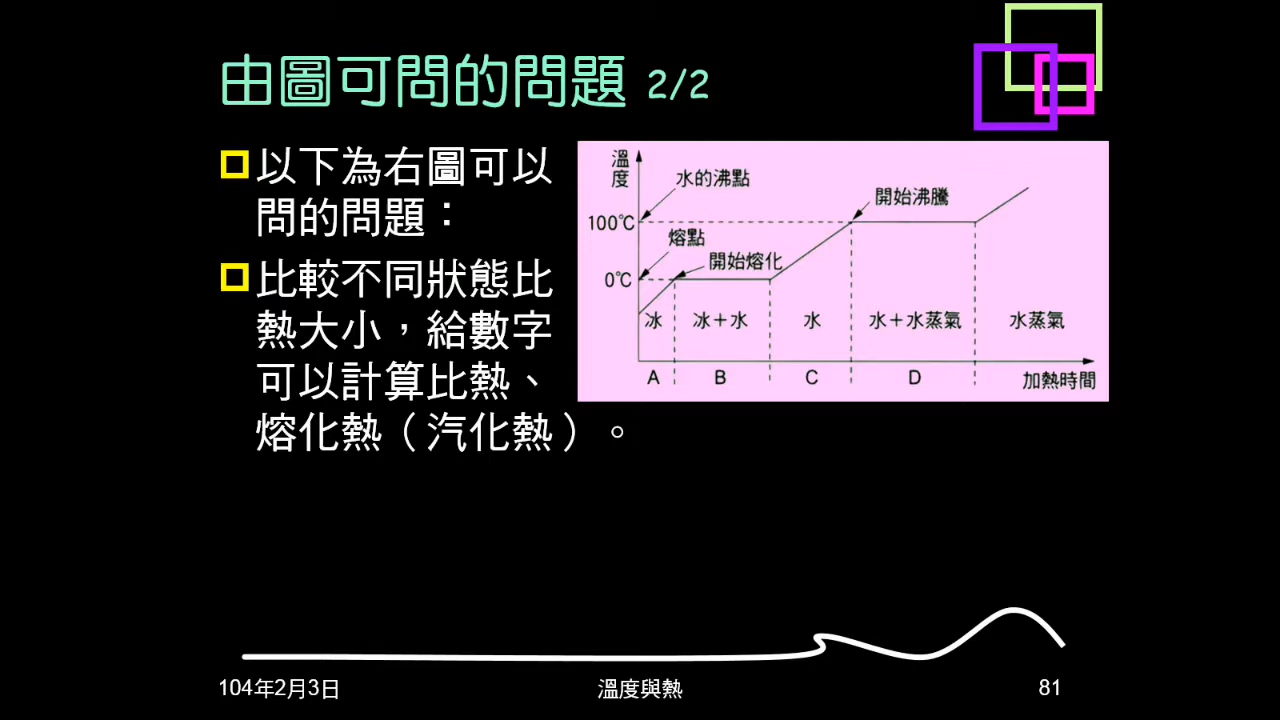 由圖可問的問題 2/2
以下為右圖可以
問的問題：
比較不同狀態比
熱大小，給數字
可以計算比熱、
熔化熱（汽化熱）。
溫度
水的沸點
開始沸騰
100℃
熔點
開始熔化
0℃
冰
冰＋水
水
水＋水蒸氣
水蒸氣
A
B
C
D
加熱時間
104年2月3日
溫度與熱
81